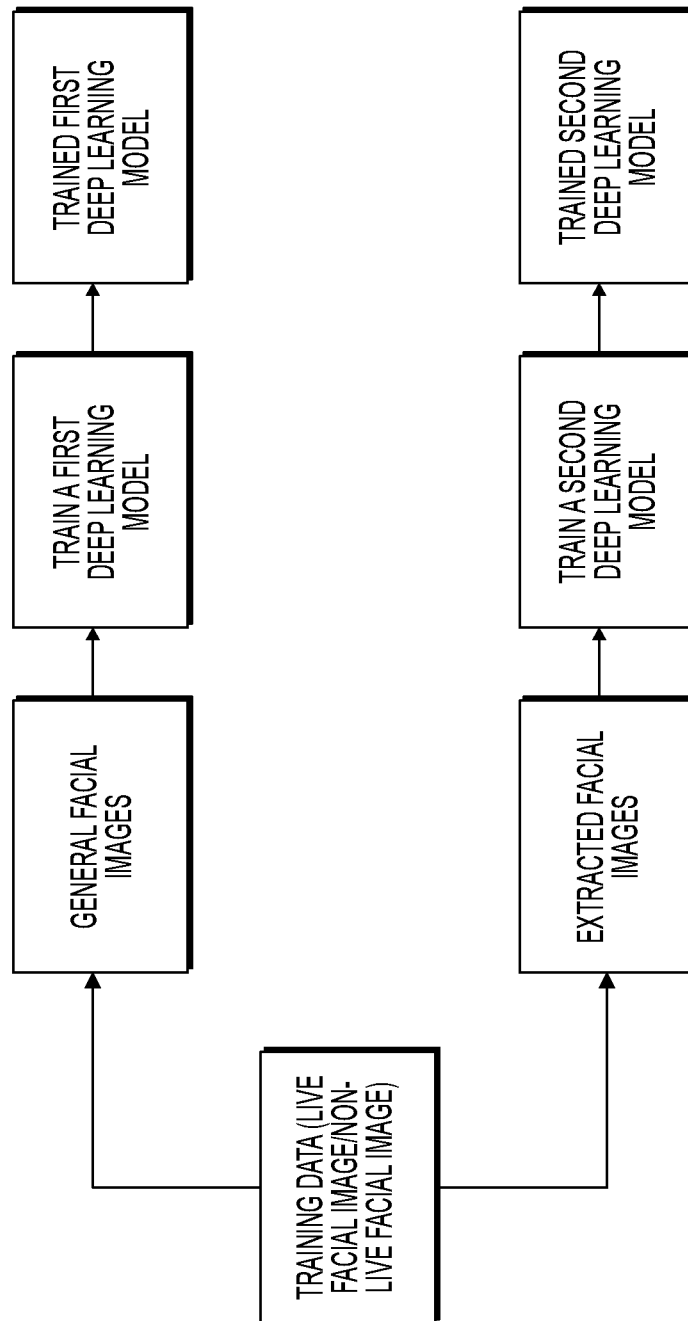 TRAINING DATA (LIVE
FACIAL IMAGE/NON-
LIVE FACIAL IMAGE)
GENERAL FACIAL
IMAGES
TRAIN A FIRST
DEEP LEARNING
MODEL
TRAINED FIRST
DEEP LEARNING
MODEL
EXTRACTED FACIAL
IMAGES
TRAIN A SECOND
DEEP LEARNING
MODEL
TRAINED SECOND
DEEP LEARNING
MODEL